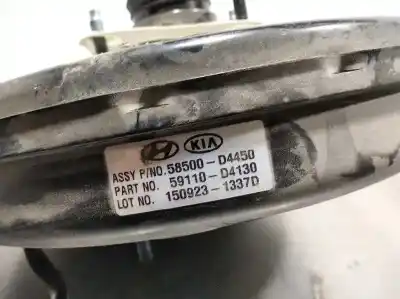 KIA
ASSY P/NO. 58500-D4450
PART NO. 59110-D4130
LOT NO. 150923-1337D